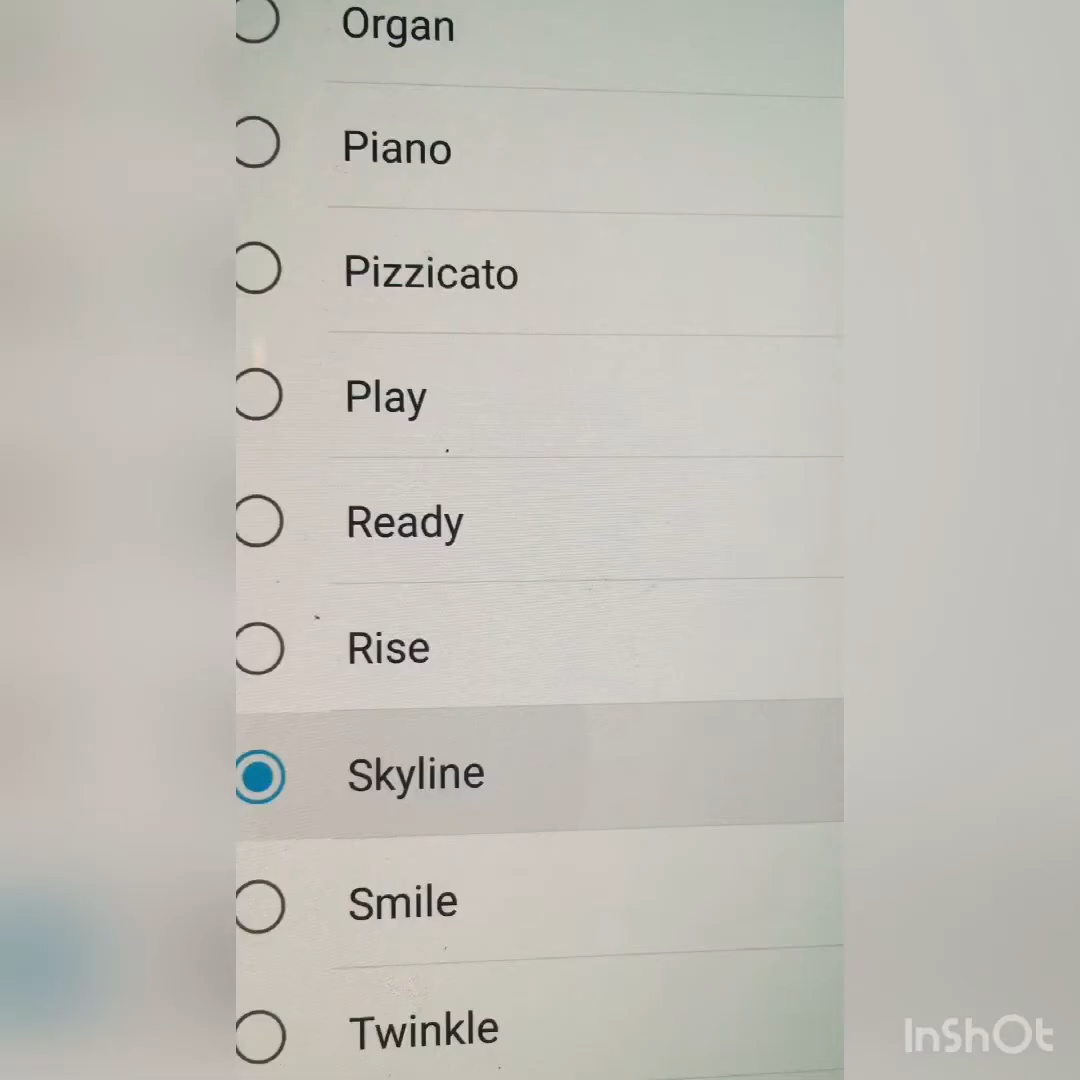 Organ
Piano
Pizzicato
Play
Ready
Rise
Skyline
Smile
Twinkle
InShOt